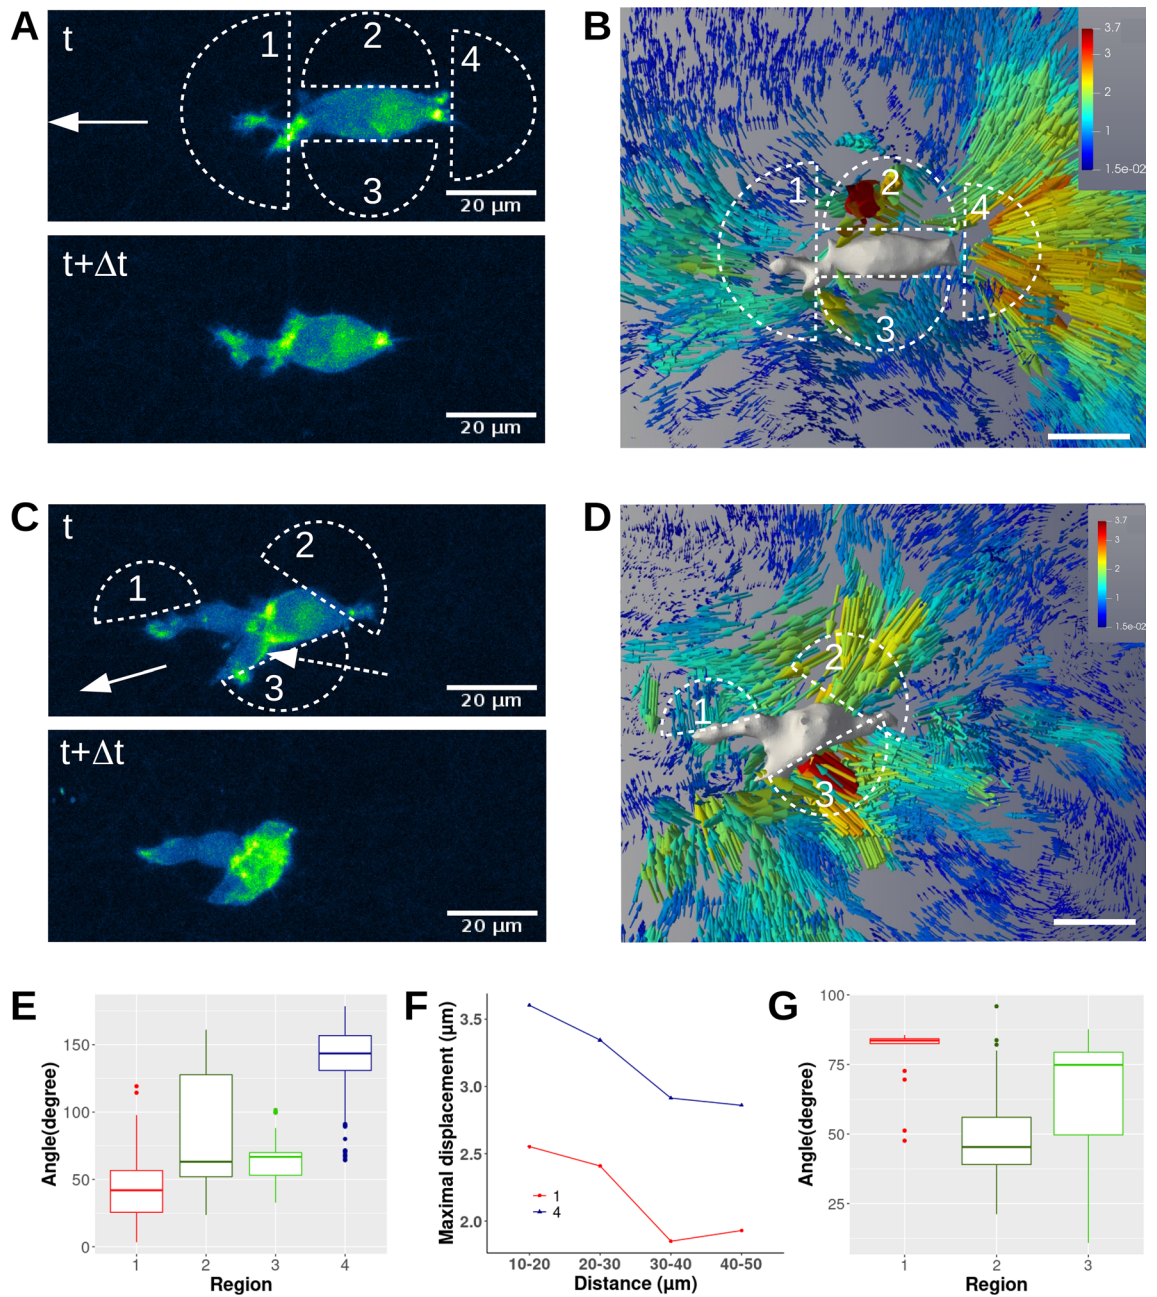 A
t
1
2
4
3
20 μm
t+Δt
20 μm
B
3.7
3
2
1
1.5e-02
1
2
4
3
C
t
1
2
3
20 μm
t+Δt
20 μm
D
3.7
3
2
1
1.5e-02
1
2
3
E
Angle(degree)
150
100
50
0
1 2 3 4
Region
F
Maximal displacement (μm)
3.5
3.0
2.5
2.0
1
4
10-20 20-30 30-40 40-50
Distance (μm)
G
Angle(degree)
100
75
50
25
1 2 3
Region